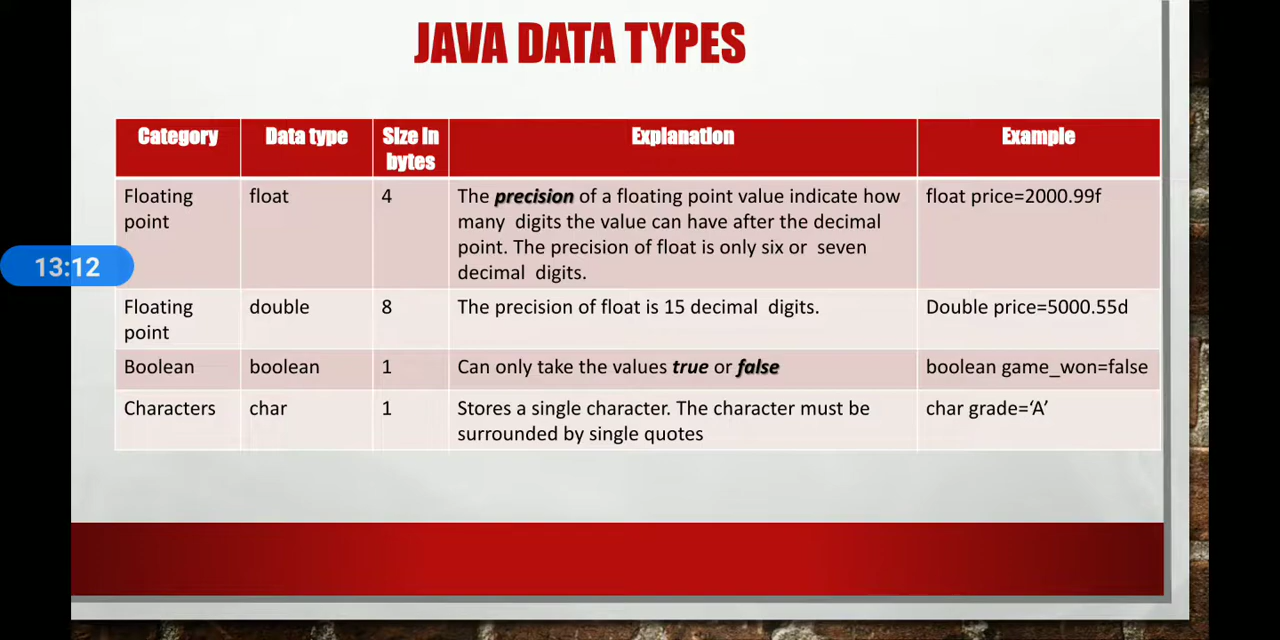 JAVA DATA TYPES
Category Data type Size in Explanation Example
bytes
Floating float 4 The precision of a floating point value indicate how float price=2000.99f
point many digits the value can have after the decimal
point. The precision of float is only six or seven
13:12
decimal digits.
Floating double 8 The precision of float is 15 decimal digits. Double price=5000.55d
point
Boolean boolean 1 Can only take the values true or false boolean game_won=false
Characters char 1 Stores a single character. The character must be char grade=‘A’
surrounded by single quotes